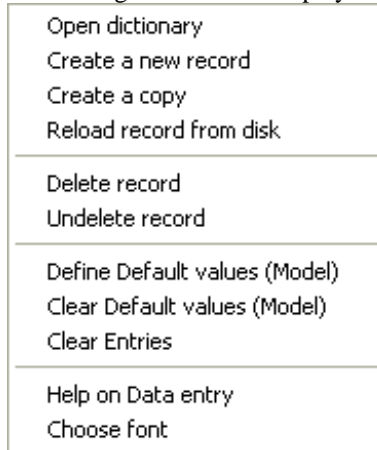 Open dictionary
Create a new record
Create a copy
Reload record from disk
Delete record
Undelete record
Define Default values (Model)
Clear Default values (Model)
Clear Entries
Help on Data entry
Choose font